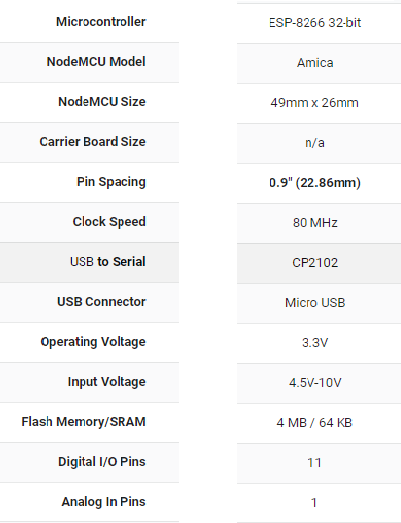 Microcontroller ESP-8266 32-bit
NodeMCU Model Amica
NodeMCU Size 49mm x 26mm
Carrier Board Size n/a
Pin Spacing 0.9" (22.86mm)
Clock Speed 80 MHz
USB to Serial CP2102
USB Connector Micro USB
Operating Voltage 3.3V
Input Voltage 4.5V-10V
Flash Memory/SRAM 4 MB / 64 KB
Digital I/O Pins 11
Analog In Pins 1